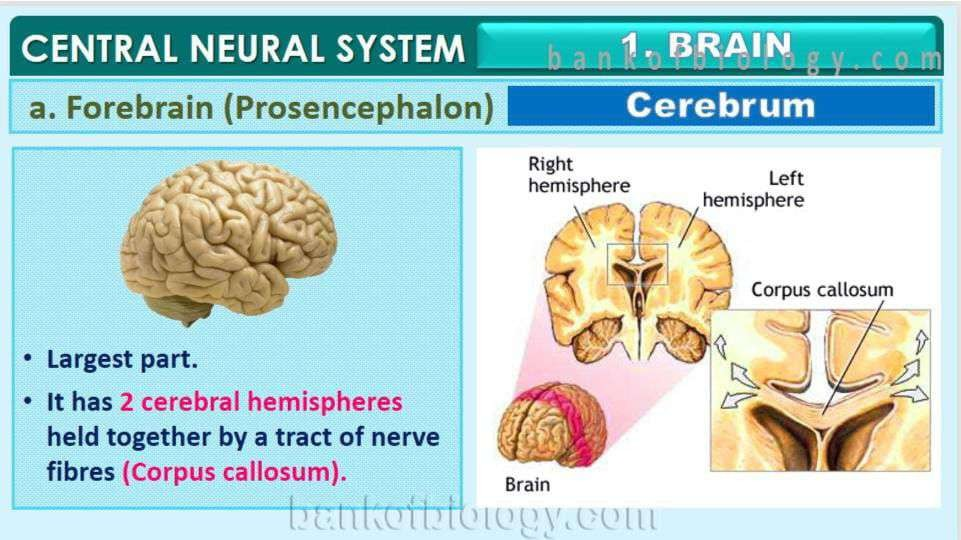 CENTRAL NEURAL SYSTEM
1. BRAIN
bankofbiology.com
a. Forebrain (Prosencephalon)
Cerebrum
• Largest part.
• It has 2 cerebral hemispheres
held together by a tract of nerve
fibres (Corpus callosum).
Right
hemisphere
Left
hemisphere
Corpus callosum
Brain
bankofbiology.com